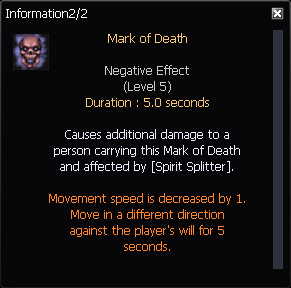 Information2/2
Mark of Death
Negative Effect
(Level 5)
Duration : 5.0 seconds
Causes additional damage to a
person carrying this Mark of Death
and affected by [Spirit Splitter].
Movement speed is decreased by 1.
Move in a different direction
against the player's will for 5
seconds.